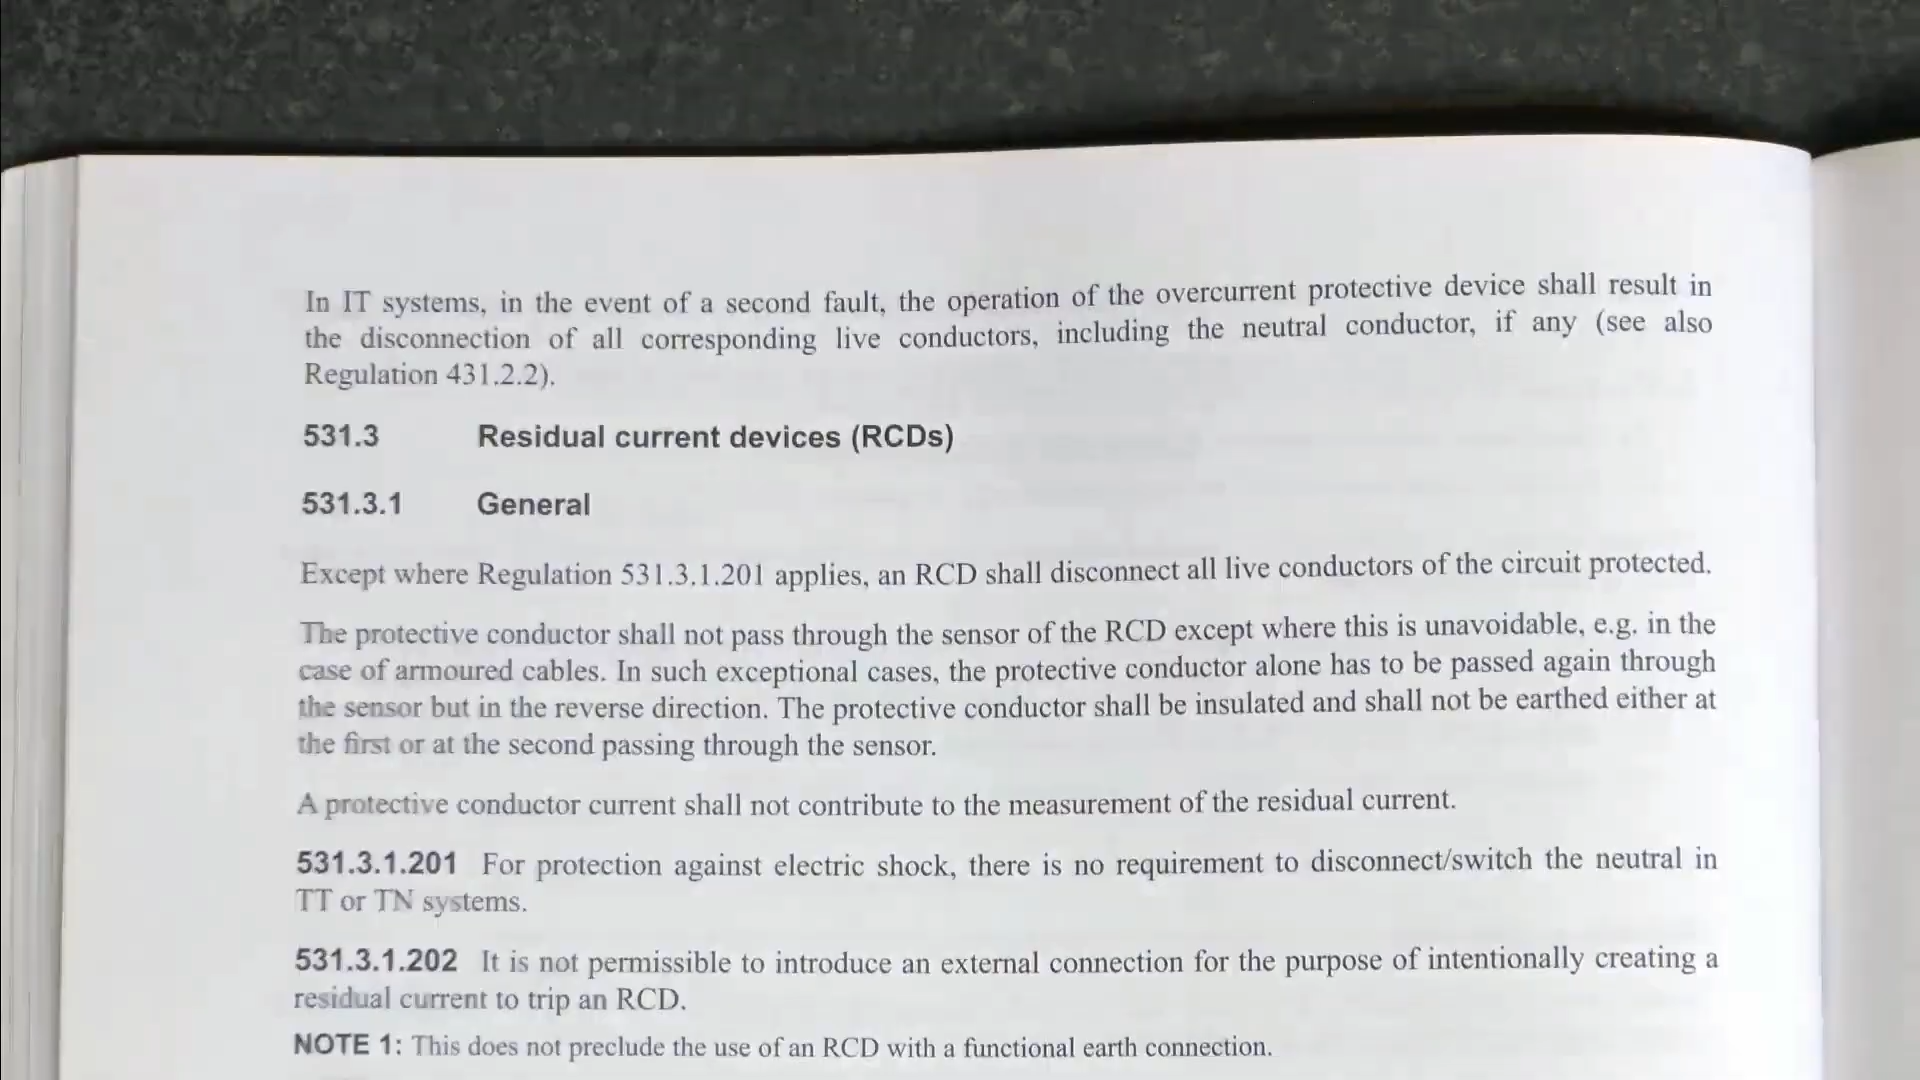 In IT systems, in the event of a second fault, the operation of the overcurrent protective device shall result in
the disconnection of all corresponding live conductors, including the neutral conductor, if any (see also
Regulation 431.2.2).
531.3 Residual current devices (RCDs)
531.3.1 General
Except where Regulation 531.3.1.201 applies, an RCD shall disconnect all live conductors of the circuit protected.
The protective conductor shall not pass through the sensor of the RCD except where this is unavoidable, e.g. in the
case of armoured cables. In such exceptional cases, the protective conductor alone has to be passed again through
the sensor but in the reverse direction. The protective conductor shall be insulated and shall not be earthed either at
the first or at the second passing through the sensor.
A protective conductor current shall not contribute to the measurement of the residual current.
531.3.1.201 For protection against electric shock, there is no requirement to disconnect/switch the neutral in
TT or TN systems.
531.3.1.202 It is not permissible to introduce an external connection for the purpose of intentionally creating a
residual current to trip an RCD.
NOTE 1: This does not preclude the use of an RCD with a functional earth connection.